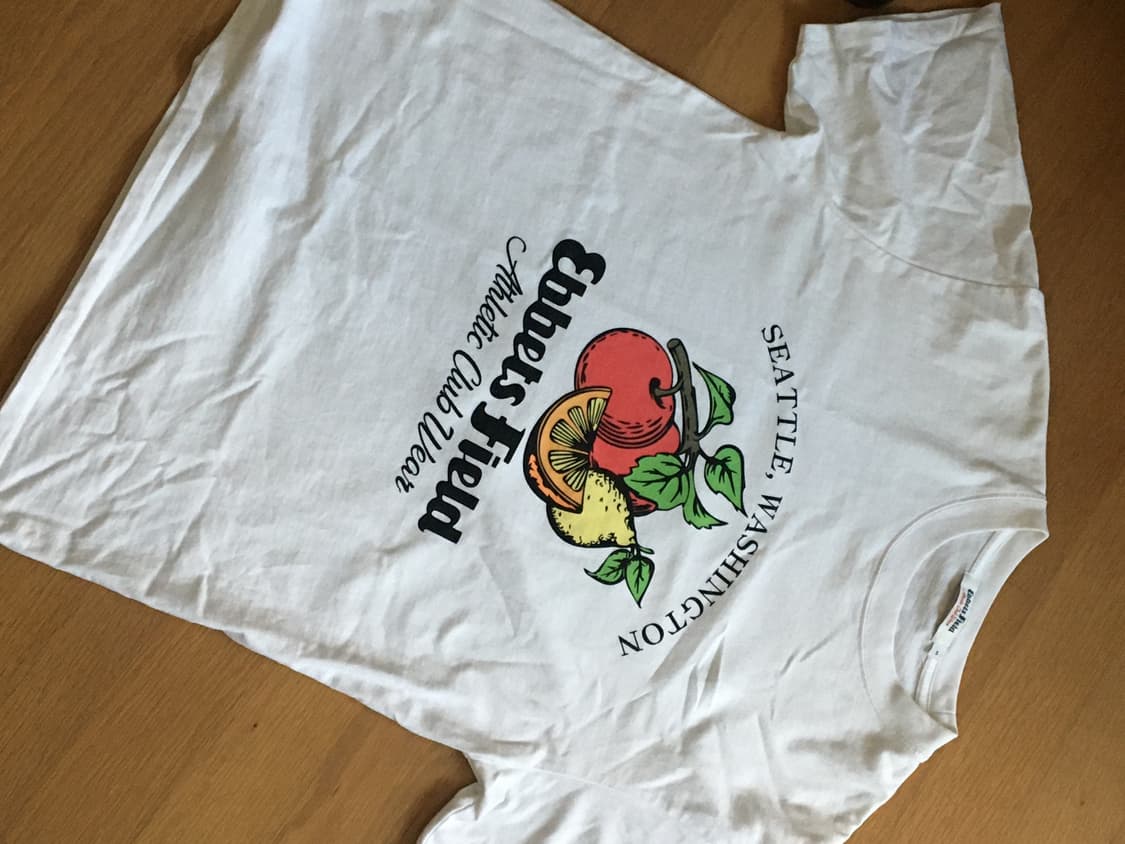 SEATTLE, WASHINGTON
Ebbets Field
Athletic Club Wear
Ebbets Field